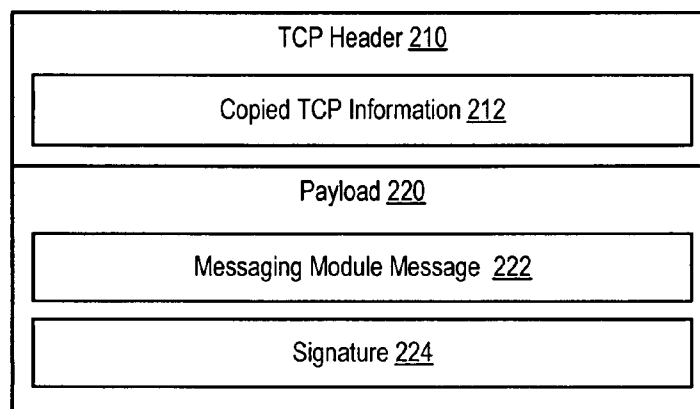 TCP Header 210
Copied TCP Information 212
Payload 220
Messaging Module Message 222
Signature 224